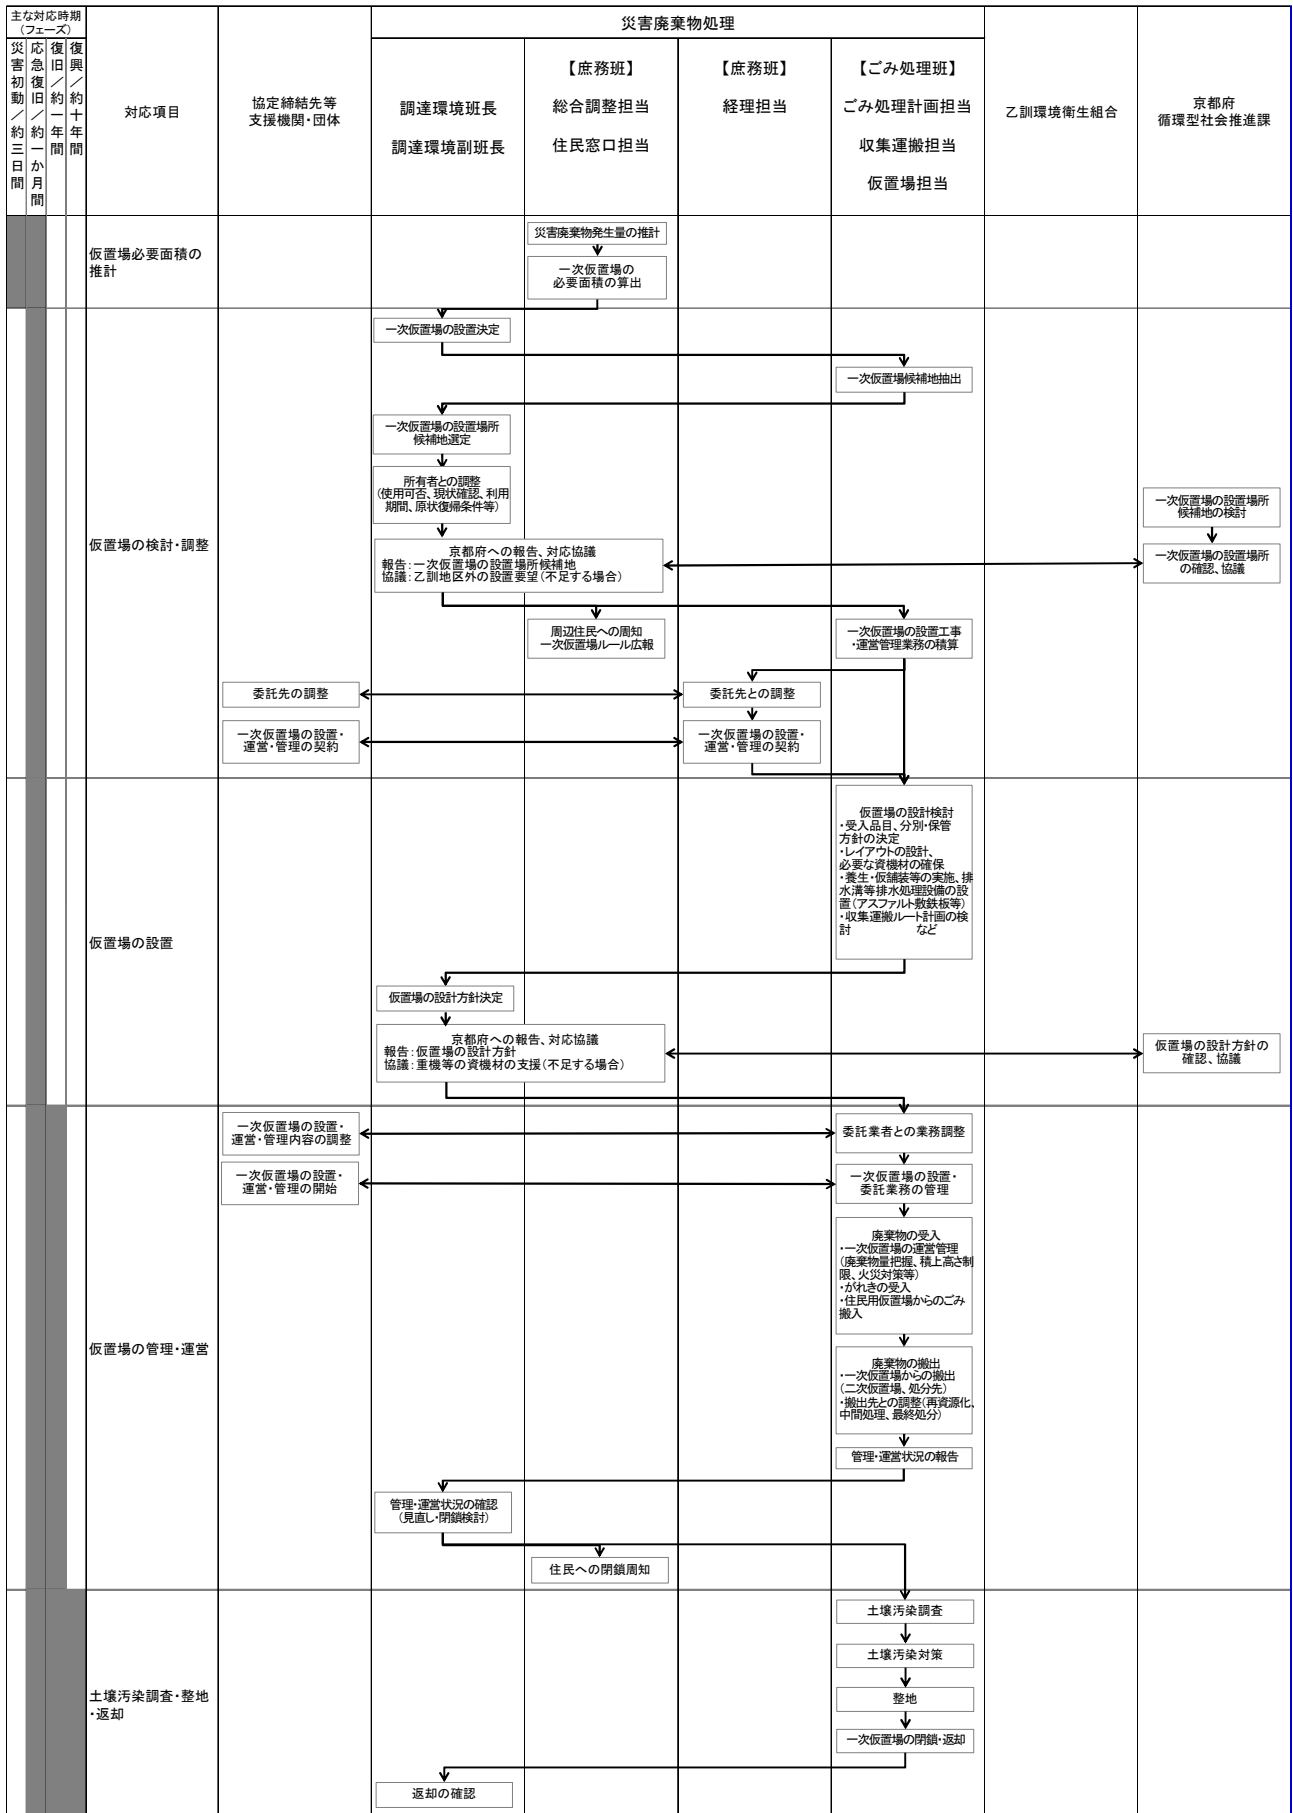 主な対応時期
（フェーズ）
災害初動／約三日間
応急復旧／約一か月間
復旧／約一年間
復興／約十年間
対応項目
協定締結先等
支援機関・団体
災害廃棄物処理
調達環境班長
調達環境副班長
【庶務班】
総合調整担当
住民窓口担当
【庶務班】
経理担当
【ごみ処理班】
ごみ処理計画担当
収集運搬担当
仮置場担当
乙訓環境衛生組合
京都府
循環型社会推進課
仮置場必要面積の
推計
災害廃棄物発生量の推計
一次仮置場の
必要面積の算出
仮置場の検討・調整
一次仮置場の設置決定
一次仮置場候補地抽出
一次仮置場の設置場所
候補地選定
所有者との調整
（使用可否、現状確認、利用
期間、原状復帰条件等）
一次仮置場の設置場所
候補地の検討
京都府への報告、対応協議
報告：一次仮置場の設置場所候補地
協議：乙訓地区外の設置要望（不足する場合）
一次仮置場の設置場所
の確認、協議
周辺住民への周知
一次仮置場ルール広報
一次仮置場の設置工事
・運営管理業務の積算
委託先の調整
委託先との調整
一次仮置場の設置・
運営・管理の契約
一次仮置場の設置・
運営・管理の契約
仮置場の設置
仮置場の設計検討
・受入品目、分別・保管
方針の決定
・レイアウトの設計、
必要な資機材の確保
・養生・仮舗装等の実施、排
水溝等排水処理設備の設
置（アスファルト敷鉄板等）
・収集運搬ルート計画の検
討　　　　　など
仮置場の設計方針決定
京都府への報告、対応協議
報告：仮置場の設計方針
協議：重機等の資機材の支援（不足する場合）
仮置場の設計方針の
確認、協議
仮置場の管理・運営
一次仮置場の設置・
運営・管理内容の調整
委託業者との業務調整
一次仮置場の設置・
運営・管理の開始
一次仮置場の設置・
委託業務の管理
廃棄物の受入
・一次仮置場の運営管理
（廃棄物量把握、積上高さ制
限、火災対策等）
・がれきの受入
・住民用仮置場からのごみ
搬入
廃棄物の搬出
・一次仮置場からの搬出
（二次仮置場、処分先）
・搬出先との調整（再資源化、
中間処理、最終処分）
管理・運営状況の報告
管理・運営状況の確認
（見直し・閉鎖検討）
住民への閉鎖周知
土壌汚染調査・整地
・返却
土壌汚染調査
土壌汚染対策
整地
一次仮置場の閉鎖・返却
返却の確認